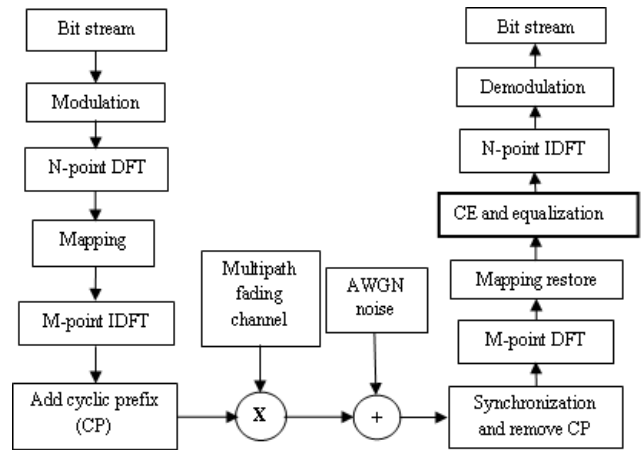 Bit stream
Modulation
N-point DFT
Mapping
M-point IDFT
Add cyclic prefix
(CP)
Multipath
fading
channel
X
AWGN
noise
+
Synchronization
and remove CP
M-point DFT
Mapping restore
CE and equalization
N-point IDFT
Demodulation
Bit stream